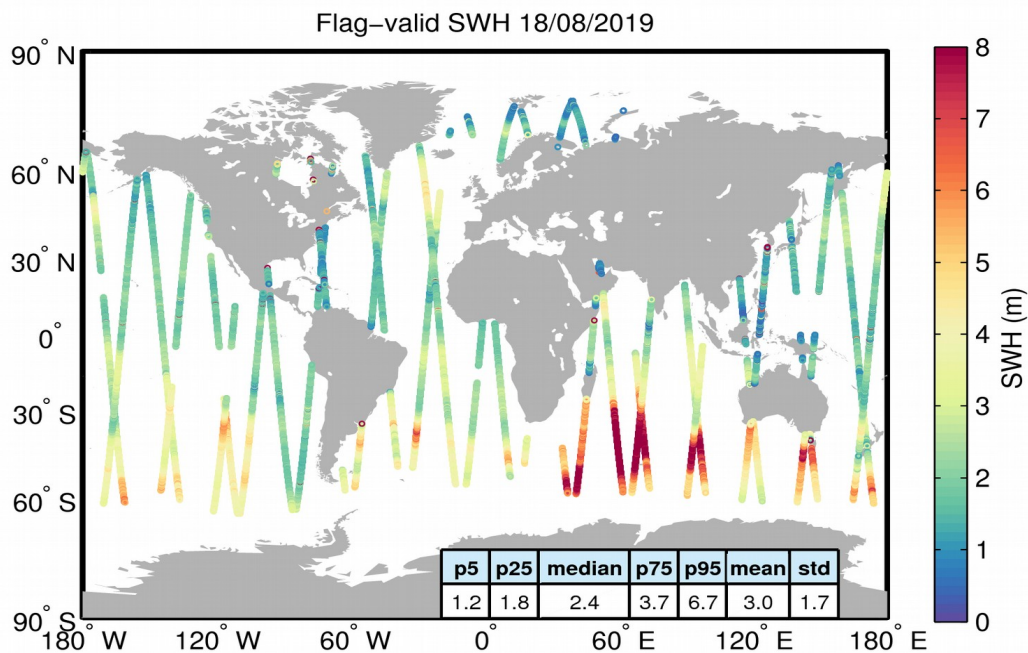 Flag−valid SWH 18/08/2019
90° N
60° N
30° N
0°
30° S
60° S
90° S
180° W
120° W
60° W
0°
60° E
120° E
180° E
p5 p25 median p75 p95 mean std
1.2 1.8 2.4 3.7 6.7 3.0 1.7
8
7
6
5
4
3
2
1
0
SWH (m)